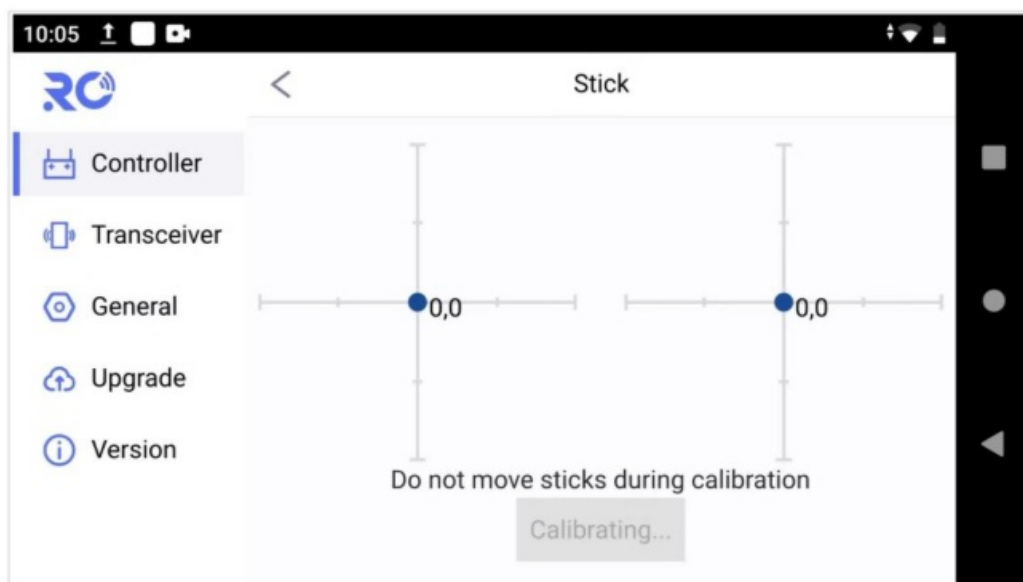 10:05
RC
Stick
Controller
Transceiver
General
Upgrade
Version
0,0
0,0
Do not move sticks during calibration
Calibrating...